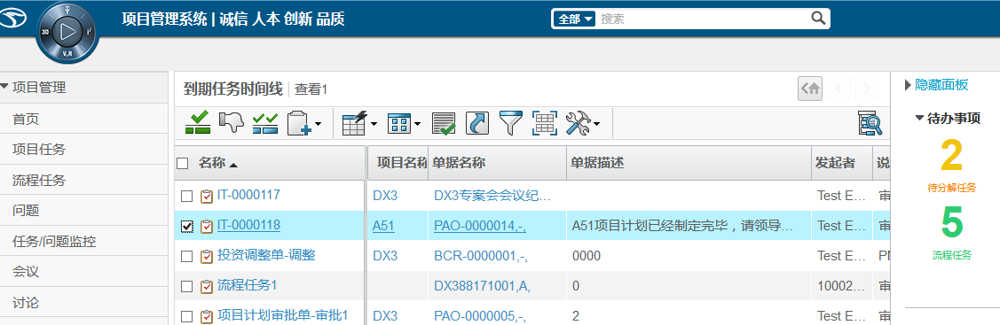 项目管理系统 | 诚信 人本 创新 品质
全部 搜索
3D V.R
项目管理
首页
项目任务
流程任务
问题
任务/问题监控
会议
讨论
到期任务时间线 查看1
名称 项目名称 单据名称 单据描述 发起者 说
IT-0000117 DX3 DX3专案会会议纪... Test E... 审
IT-0000118 A51 PAO-0000014,-, A51项目计划已经制定完毕，请领导... Test E... 审
投资调整单-调整 DX3 BCR-0000001,-, 0000 Test E... PM
流程任务1 DX388171001,A, 0 10002... 审
项目计划审批单-审批1 DX3 PAO-0000005,-, 2 Test E... 审
隐藏面板
待办事项
2
待分解任务
5
流程任务